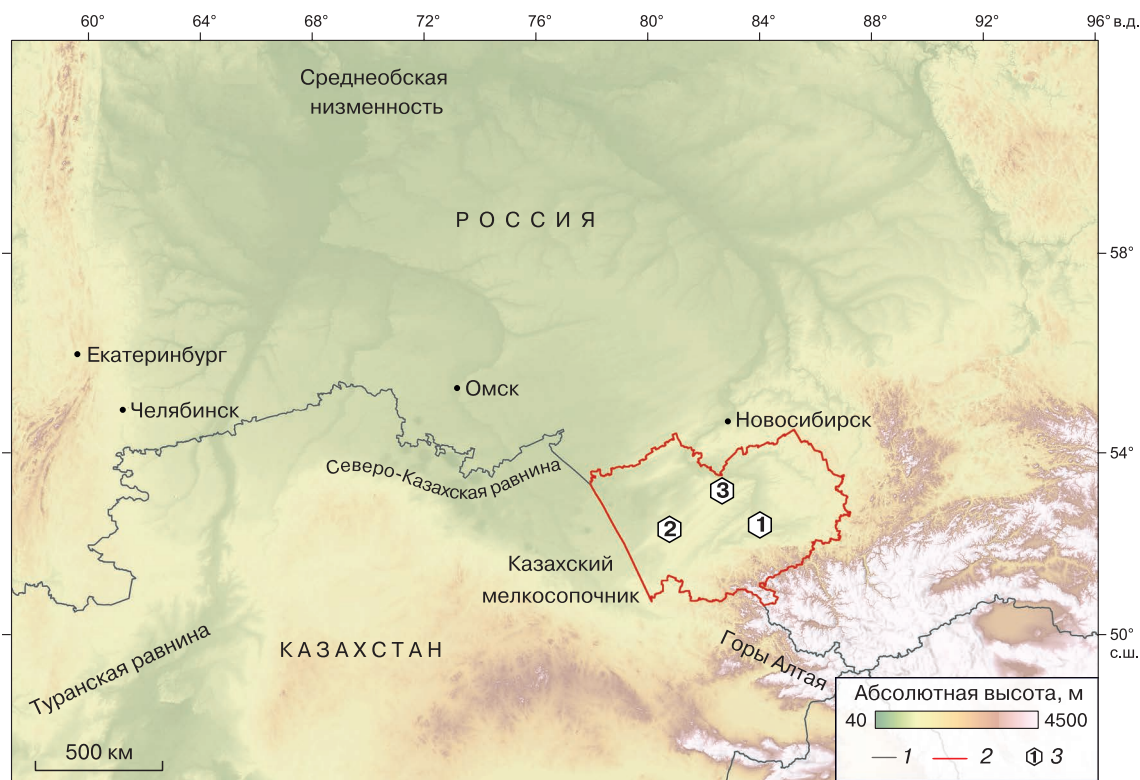 60° 64° 68° 72° 76° 80° 84° 88° 92° 96° в.д.
Среднеобская
низменность
РОССИЯ
58°
Екатеринбург
Омск
Челябинск
Новосибирск
54°
Северо-Казахская равнина
3
2
1
Казахский
мелкосопочник
50°
с.ш.
КАЗАХСТАН
Туранская равнина
Горы Алтая
Абсолютная высота, м
40 4500
500 км
1 2 1 3